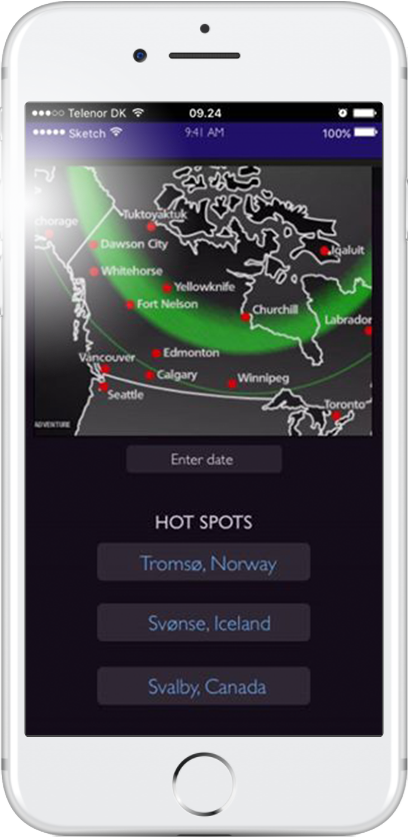 ●●●○○ Telenor DK 09.24
●●●●● Sketch 9:41 AM 100%
chorage
Tuktoyaktuk
Dawson City
Iqaluit
Whitehorse
Yellowknife
Fort Nelson
Churchill
Labrador
Vancouver
Edmonton
Calgary
Winnipeg
Seattle
Toronto
ADVENTURE
Enter date
HOT SPOTS
Tromsø, Norway
Svønse, Iceland
Svalby, Canada